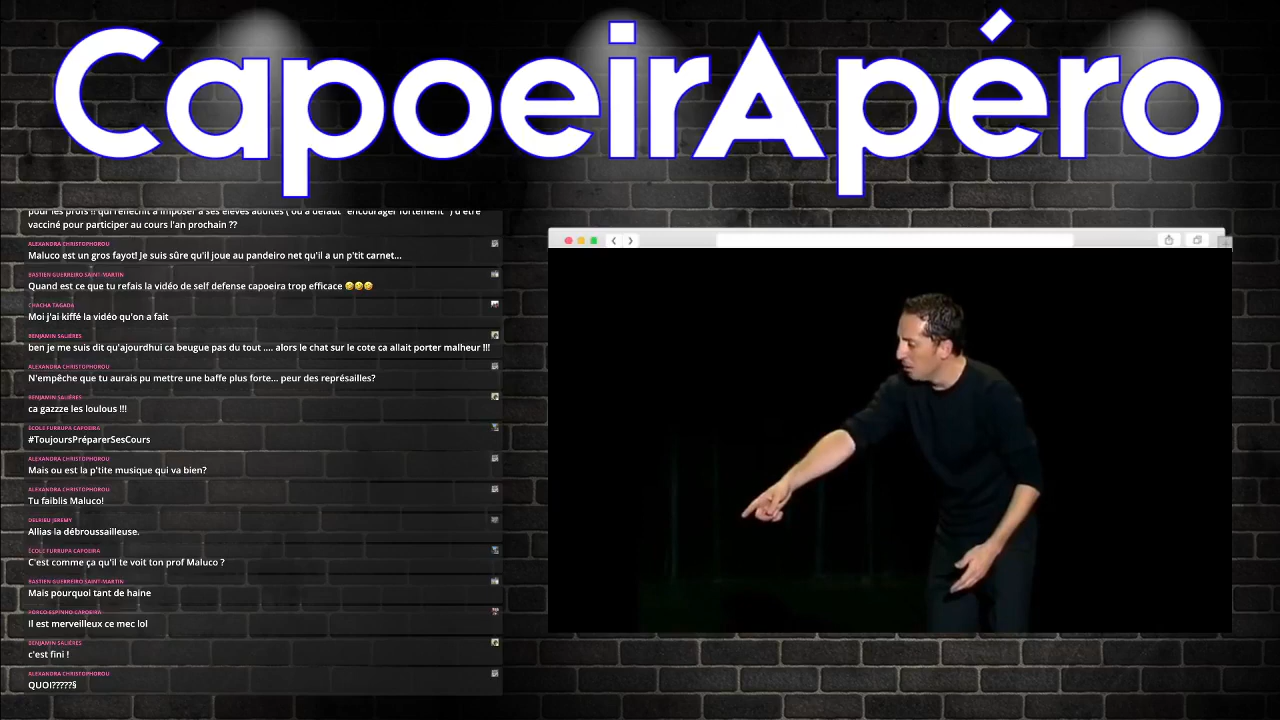 CapoeirApéro
pour les profs !! qui réfléchit à imposer à ses élèves adultes ( ou à défaut "encourager fortement" ) d'être
vacciné pour participer au cours l'an prochain ??
ALEXANDRA CHRISTOPHOROU
Maluco est un gros fayot! Je suis sûre qu'il joue au pandeiro net qu'il a un p'tit carnet...
BASTIEN GUERREIRO SAINT-MARTIN
Quand est ce que tu refais la vidéo de self defense capoeira trop efficace 🤣🤣🤣
CHACHA TAGADA
Moi j'ai kiffé la vidéo qu'on a fait
BENJAMIN SALIÈRES
ben je me suis dit qu'ajourdhui ca beugue pas du tout .... alors le chat sur le cote ca allait porter malheur !!!
ALEXANDRA CHRISTOPHOROU
N'empêche que tu aurais pu mettre une baffe plus forte... peur des représailles?
BENJAMIN SALIÈRES
ca gazzze les loulous !!!
ÉCOLE FURRUPA CAPOEIRA
#ToujoursPréparerSesCours
ALEXANDRA CHRISTOPHOROU
Mais ou est la p'tite musique qui va bien?
ALEXANDRA CHRISTOPHOROU
Tu faiblis Maluco!
DELRIEU JEREMY
Allias la débroussailleuse.
ÉCOLE FURRUPA CAPOEIRA
C'est comme ça qu'il te voit ton prof Maluco ?
BASTIEN GUERREIRO SAINT-MARTIN
Mais pourquoi tant de haine
PORCO ESPINHO CAPOEIRA
Il est merveilleux ce mec lol
BENJAMIN SALIÈRES
c'est fini !
ALEXANDRA CHRISTOPHOROU
QUOI?????§